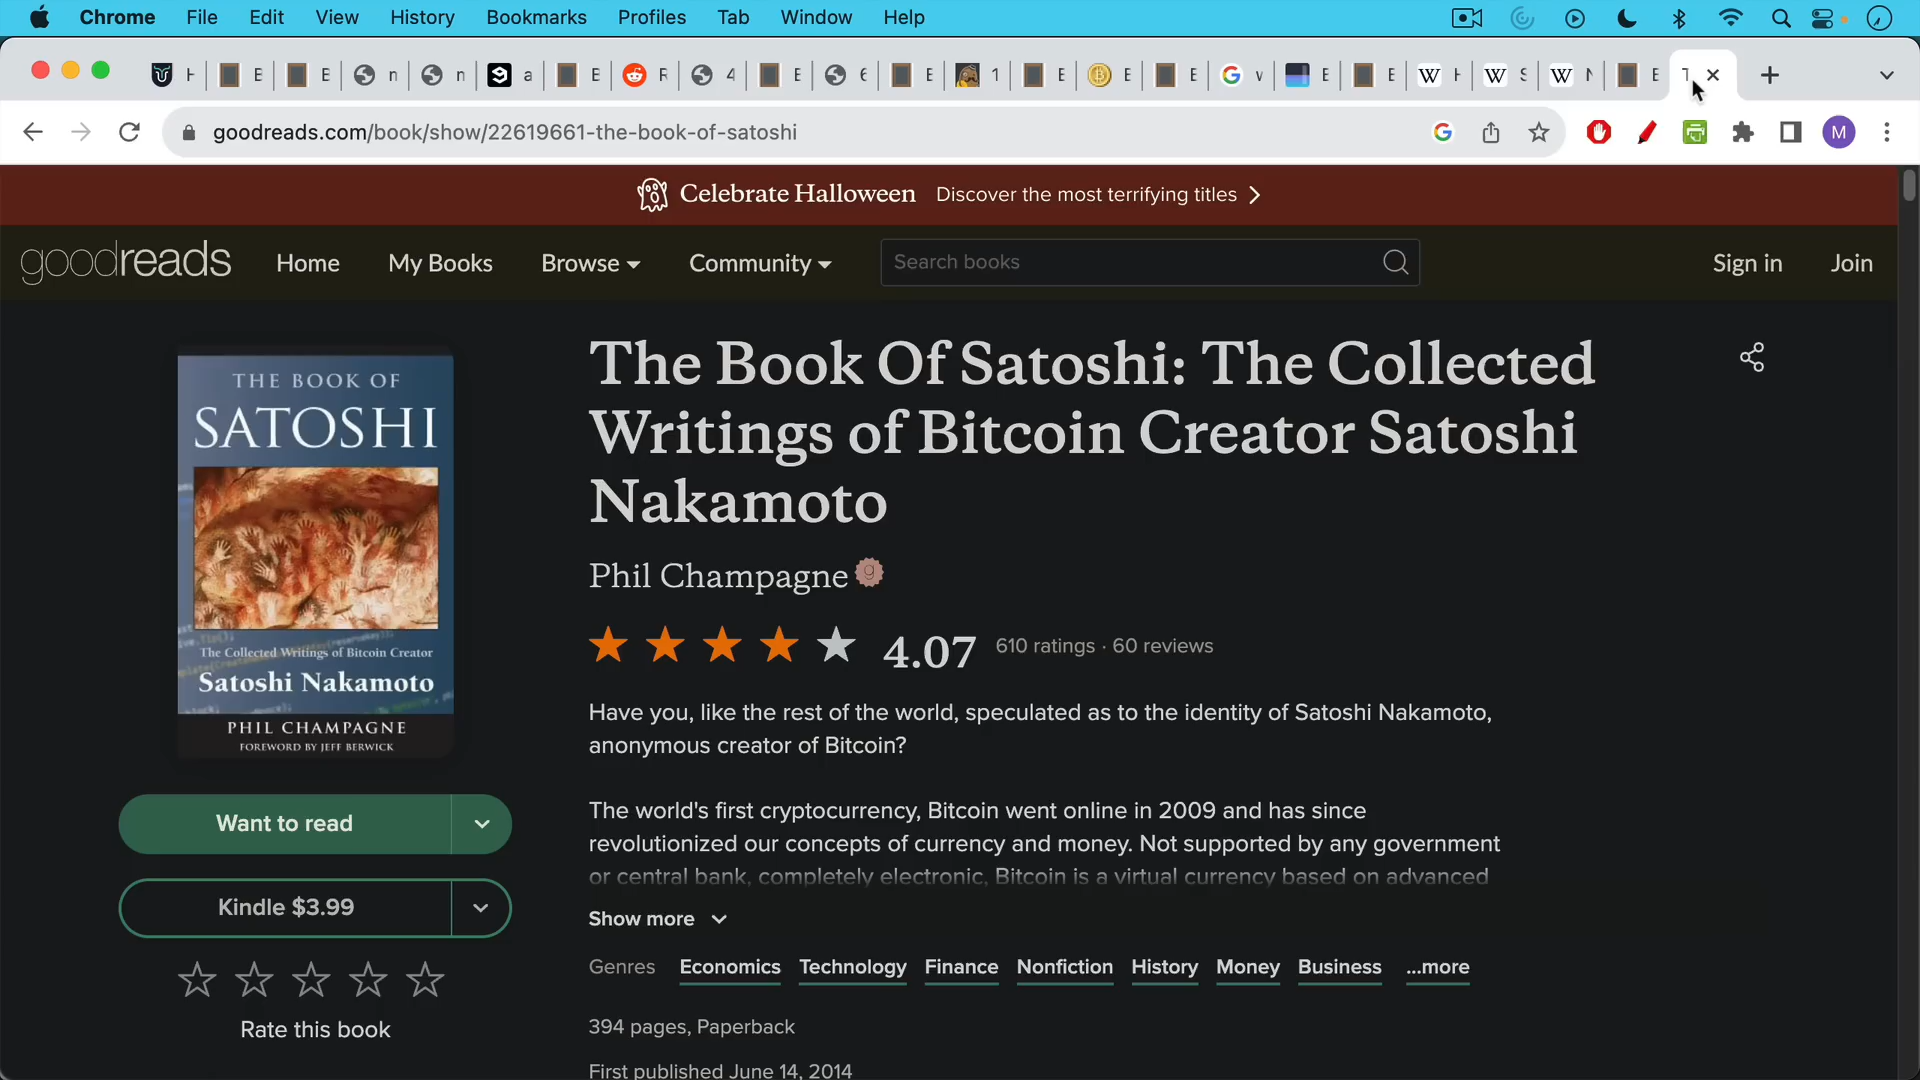 Chrome File Edit View History Bookmarks Profiles Tab Window Help
goodreads.com/book/show/22619661-the-book-of-satoshi
M
Celebrate Halloween Discover the most terrifying titles
goodreads Home My Books Browse Community Search books Sign in Join
THE BOOK OF
SATOSHI
The Collected Writings of Bitcoin Creator
Satoshi Nakamoto
PHIL CHAMPAGNE
FOREWORD BY JEFF BERWICK
Want to read
Kindle $3.99
Rate this book
The Book Of Satoshi: The Collected
Writings of Bitcoin Creator Satoshi
Nakamoto
Phil Champagne
4.07 610 ratings · 60 reviews
Have you, like the rest of the world, speculated as to the identity of Satoshi Nakamoto,
anonymous creator of Bitcoin?
The world's first cryptocurrency, Bitcoin went online in 2009 and has since
revolutionized our concepts of currency and money. Not supported by any government
or central bank, completely electronic, Bitcoin is a virtual currency based on advanced
Show more
Genres Economics Technology Finance Nonfiction History Money Business ...more
394 pages, Paperback
First published June 14, 2014